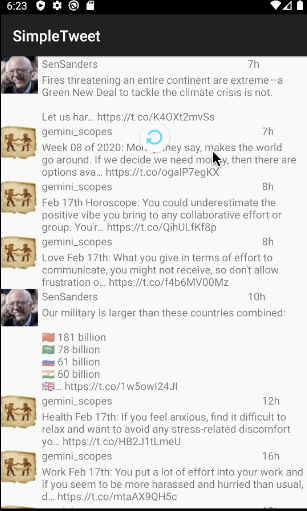 6:23
SimpleTweet
SenSanders 7h
Fires threatening an entire continent are extreme—a
Green New Deal to tackle the climate crisis is not.
Let us har... https://t.co/K4OXt2mvSs
gemini_scopes 7h
Week 08 of 2020: Money, they say, makes the world
go around. If we decide we need money, then there are
options ava... https://t.co/ogaIP7egKX
gemini_scopes 8h
Feb 17th Horoscope: You could underestimate the
positive vibe you bring to any collaborative effort or
group. You'r... https://t.co/QihULfKf8p
gemini_scopes 8h
Love Feb 17th: What you give in terms of effort to
communicate, you might not receive, so don't allow
frustration o... https://t.co/f4b6MV00Mz
SenSanders 10h
Our military is larger than these countries combined:
🇨🇳 181 billion
🇸🇦 78 billion
🇷🇺 61 billion
🇮🇳 60 billion
🇬🇧... https://t.co/1w5owI24JI
gemini_scopes 12h
Health Feb 17th: If you feel anxious, find it difficult to
relax and want to avoid any stress-related discomfort
yo... https://t.co/HB2J1tLmeU
gemini_scopes 16h
Work Feb 17th: You put a lot of effort into your work and
if you seem to be more harassed and hurried than usual,
d... https://t.co/mtaAX9QH5c